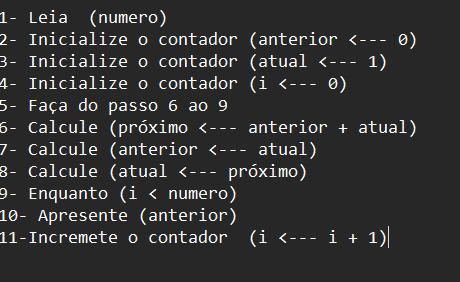 1- Leia  (numero)
2- Inicialize o contador (anterior <--- 0)
3- Inicialize o contador (atual <--- 1)
4- Inicialize o contador (i <--- 0)
5- Faça do passo 6 ao 9
6- Calcule (próximo <--- anterior + atual)
7- Calcule (anterior <--- atual)
8- Calcule (atual <--- próximo)
9- Enquanto (i < numero)
10- Apresente (anterior)
11-Incremete o contador  (i <--- i + 1)